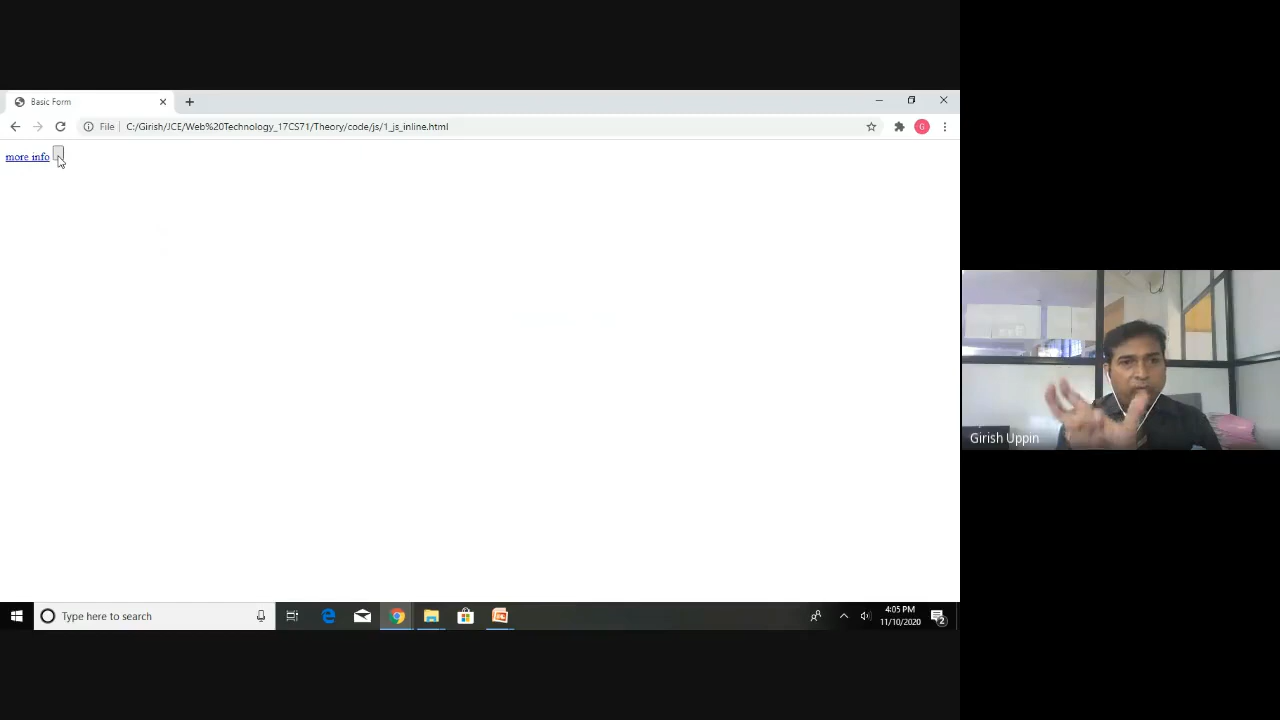 Basic Form
File
C:/Girish/JCE/Web%20Technology_17CS71/Theory/code/js/1_js_inline.html
more info
Girish Uppin
Type here to search
4:05 PM
11/10/2020
2